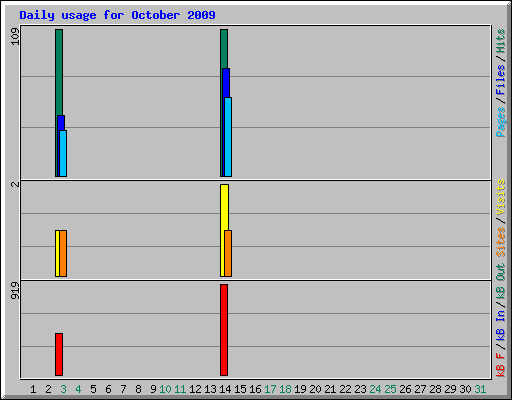 Daily usage for October 2009
109
2
919
Pages / Files / Hits
Sites / Visits
kB F / kB In / kB Out
1 2 3 4 5 6 7 8 9 10 11 12 13 14 15 16 17 18 19 20 21 22 23 24 25 26 27 28 29 30 31